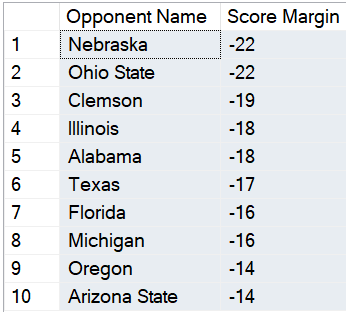 Opponent Name Score Margin
1 Nebraska -22
2 Ohio State -22
3 Clemson -19
4 Illinois -18
5 Alabama -18
6 Texas -17
7 Florida -16
8 Michigan -16
9 Oregon -14
10 Arizona State -14